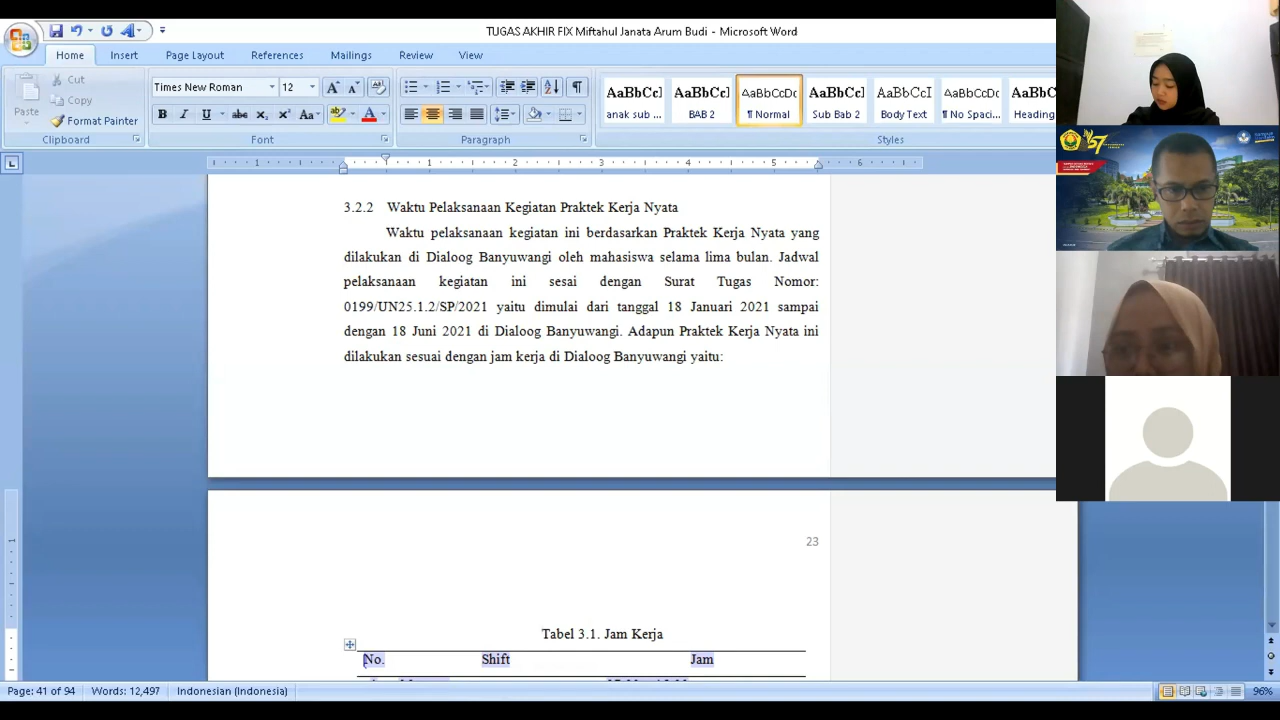 TUGAS AKHIR FIX Miftahul Janata Arum Budi - Microsoft Word
Home Insert Page Layout References Mailings Review View
Paste
Cut
Copy
Format Painter
Clipboard
Times New Roman 12
Font
Paragraph
AaBbCc AaBbCc AaBbCcDc AaBbCc AaBbCcI AaBbCcDc AaBbCc
anak sub ... BAB 2 ¶ Normal Sub Bab 2 Body Text ¶ No Spaci... Heading
Styles
3.2.2 Waktu Pelaksanaan Kegiatan Praktek Kerja Nyata
Waktu pelaksanaan kegiatan ini berdasarkan Praktek Kerja Nyata yang
dilakukan di Dialoog Banyuwangi oleh mahasiswa selama lima bulan. Jadwal
pelaksanaan kegiatan ini sesai dengan Surat Tugas Nomor:
0199/UN25.1.2/SP/2021 yaitu dimulai dari tanggal 18 Januari 2021 sampai
dengan 18 Juni 2021 di Dialoog Banyuwangi. Adapun Praktek Kerja Nyata ini
dilakukan sesuai dengan jam kerja di Dialoog Banyuwangi yaitu:
23
Tabel 3.1. Jam Kerja
No. Shift Jam
Page: 41 of 94 Words: 12,497 Indonesian (Indonesia) 96%